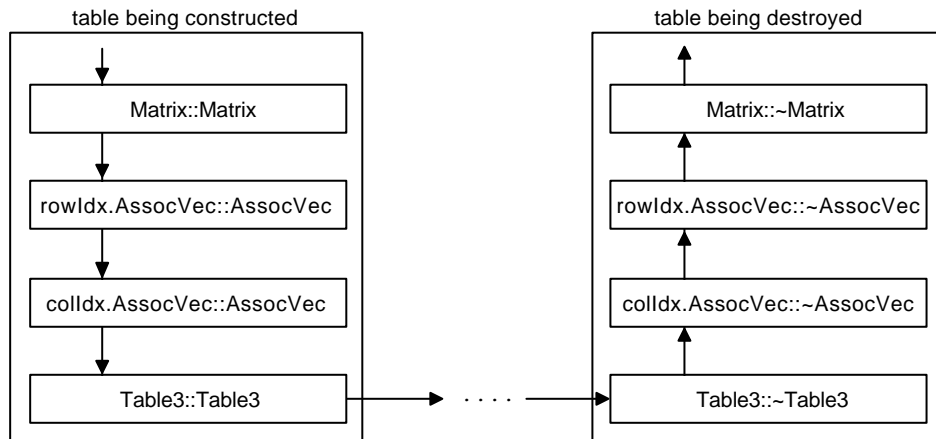 table being constructed
Matrix::Matrix
rowIdx.AssocVec::AssocVec
colIdx.AssocVec::AssocVec
Table3::Table3
....
table being destroyed
Matrix::~Matrix
rowIdx.AssocVec::~AssocVec
colIdx.AssocVec::~AssocVec
Table3::~Table3